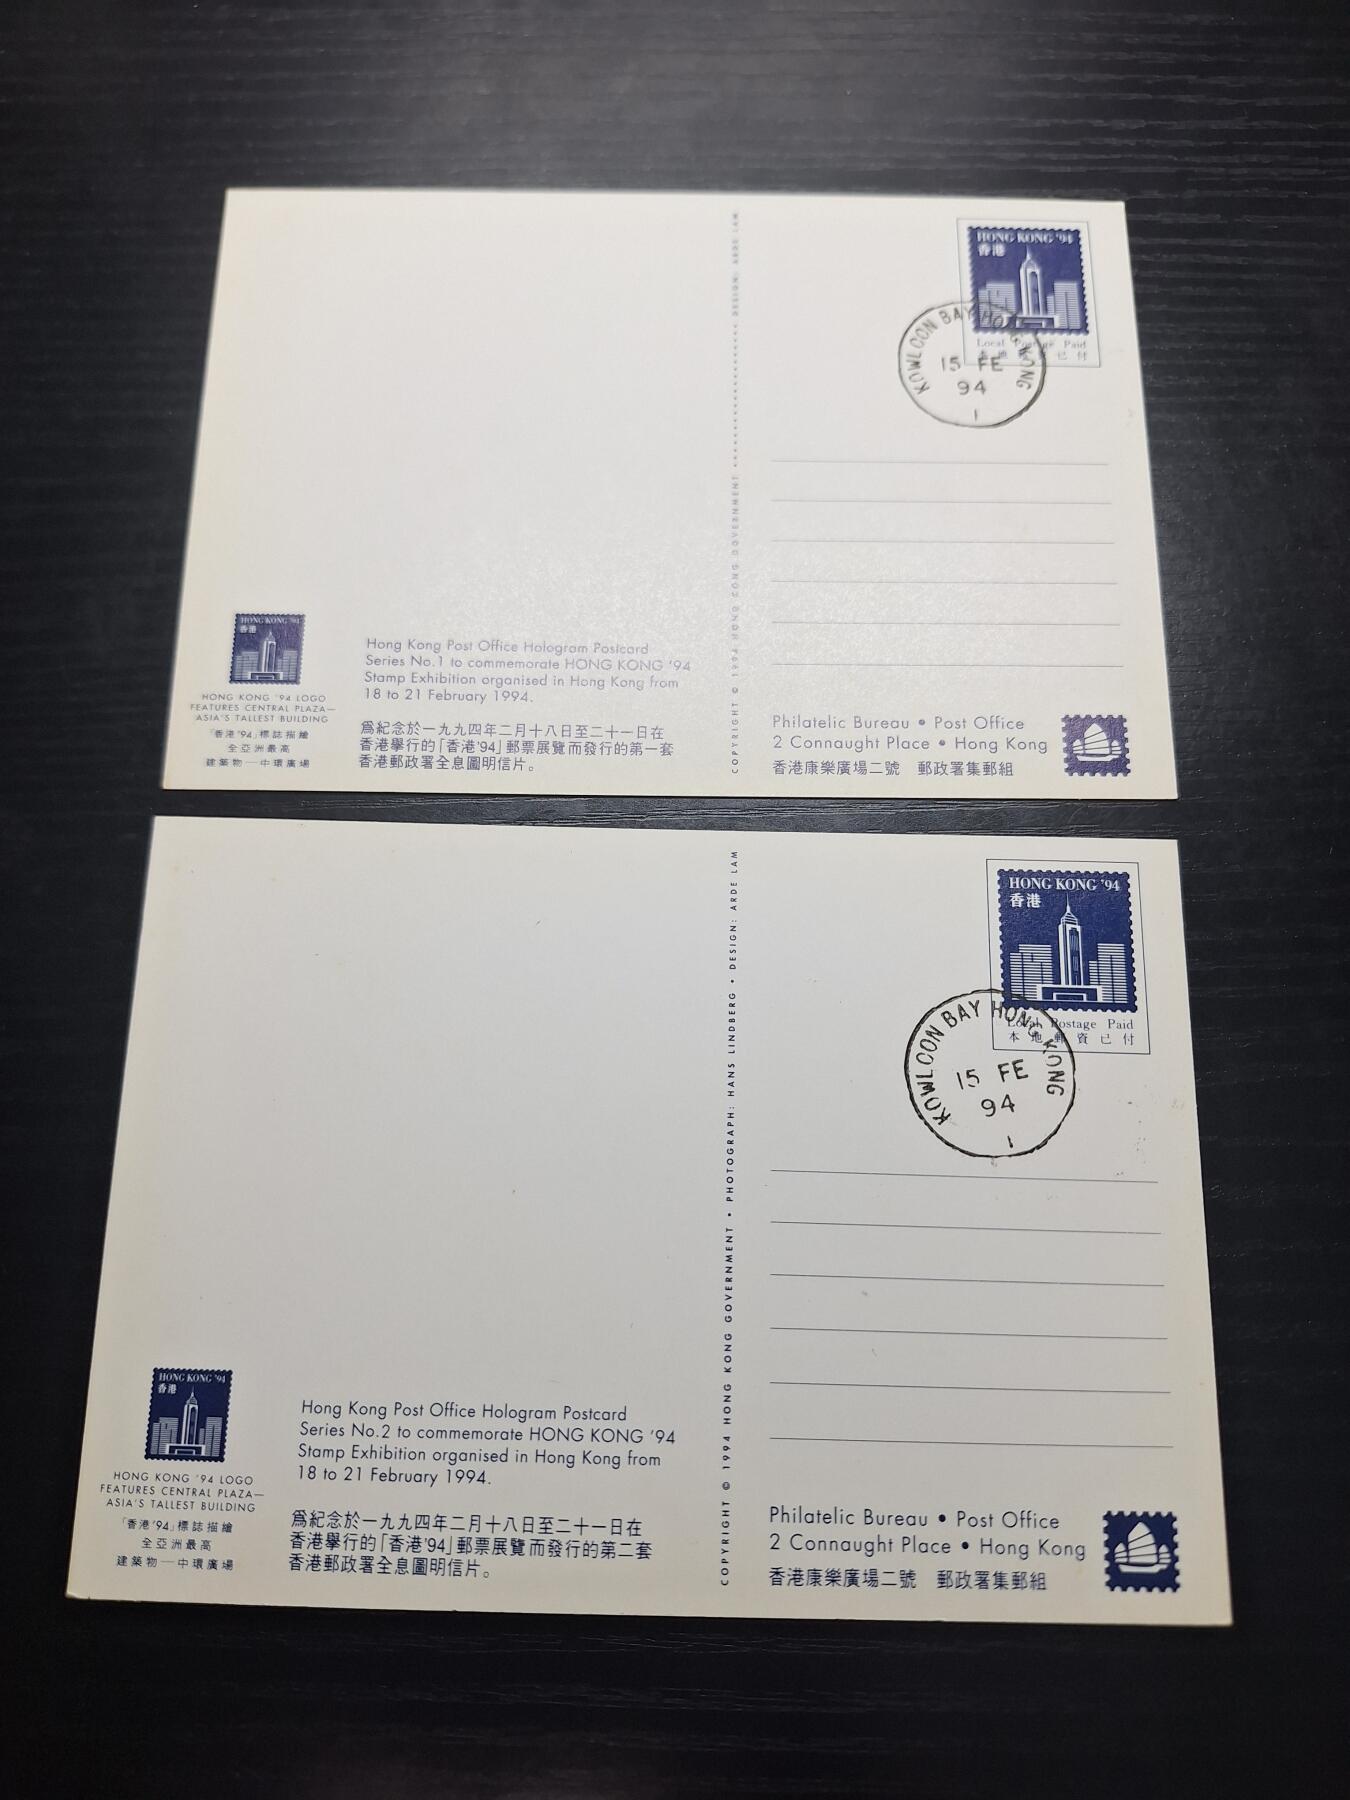 HONG KONG '94
香港
Local Postage Paid
本地郵資已付
KOWLOON BAY HONG KONG
15 FE
94
1
COPYRIGHT © 1994 HONG KONG GOVERNMENT
DESIGN: ARDE LAM
HONG KONG '94
香港
HONG KONG '94 LOGO
FEATURES CENTRAL PLAZA—
ASIA'S TALLEST BUILDING
「香港'94」標誌描繪
全亞洲最高
建築物—中環廣場
Hong Kong Post Office Hologram Postcard
Series No.1 to commemorate HONG KONG '94
Stamp Exhibition organised in Hong Kong from
18 to 21 February 1994.
爲紀念於一九九四年二月十八日至二十一日在
香港舉行的「香港'94」郵票展覽而發行的第一套
香港郵政署全息圖明信片。
Philatelic Bureau • Post Office
2 Connaught Place • Hong Kong
香港康樂廣場二號 郵政署集郵組
HONG KONG '94
香港
Local Postage Paid
本地郵資已付
KOWLOON BAY HONG KONG
15 FE
94
1
COPYRIGHT © 1994 HONG KONG GOVERNMENT • PHOTOGRAPH: HANS LINDBERG • DESIGN: ARDE LAM
HONG KONG '94
香港
HONG KONG '94 LOGO
FEATURES CENTRAL PLAZA—
ASIA'S TALLEST BUILDING
「香港'94」標誌描繪
全亞洲最高
建築物—中環廣場
Hong Kong Post Office Hologram Postcard
Series No.2 to commemorate HONG KONG '94
Stamp Exhibition organised in Hong Kong from
18 to 21 February 1994.
爲紀念於一九九四年二月十八日至二十一日在
香港舉行的「香港'94」郵票展覽而發行的第二套
香港郵政署全息圖明信片。
Philatelic Bureau • Post Office
2 Connaught Place • Hong Kong
香港康樂廣場二號 郵政署集郵組